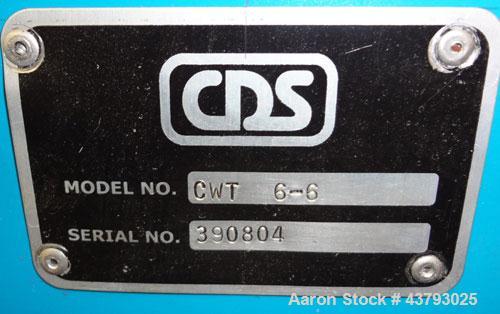 CDS
MODEL NO. CWT 6-6
SERIAL NO. 390804
Aaron Stock # 43793025